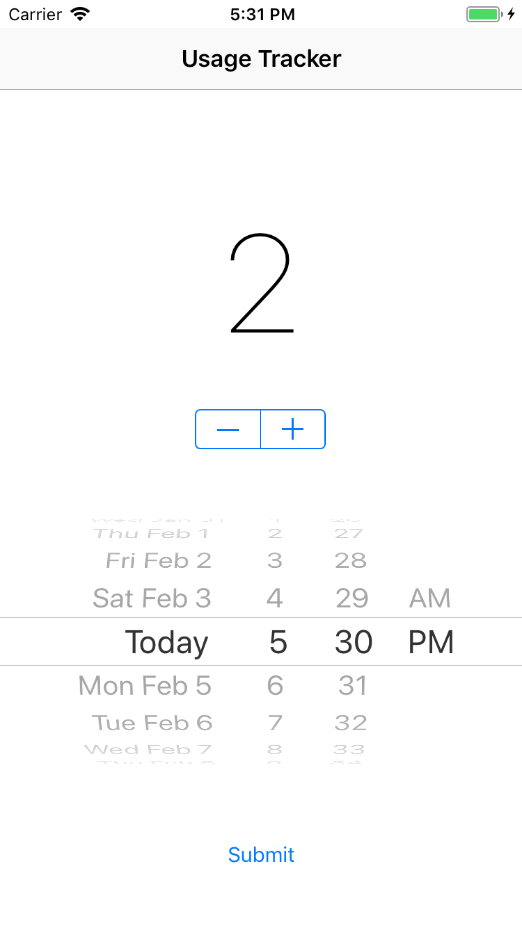 Carrier 5:31 PM
Usage Tracker
2
− +
Thu Feb 1 2 27
Fri Feb 2 3 28
Sat Feb 3 4 29 AM
Today 5 30 PM
Mon Feb 5 6 31
Tue Feb 6 7 32
Wed Feb 7 8 33
Submit